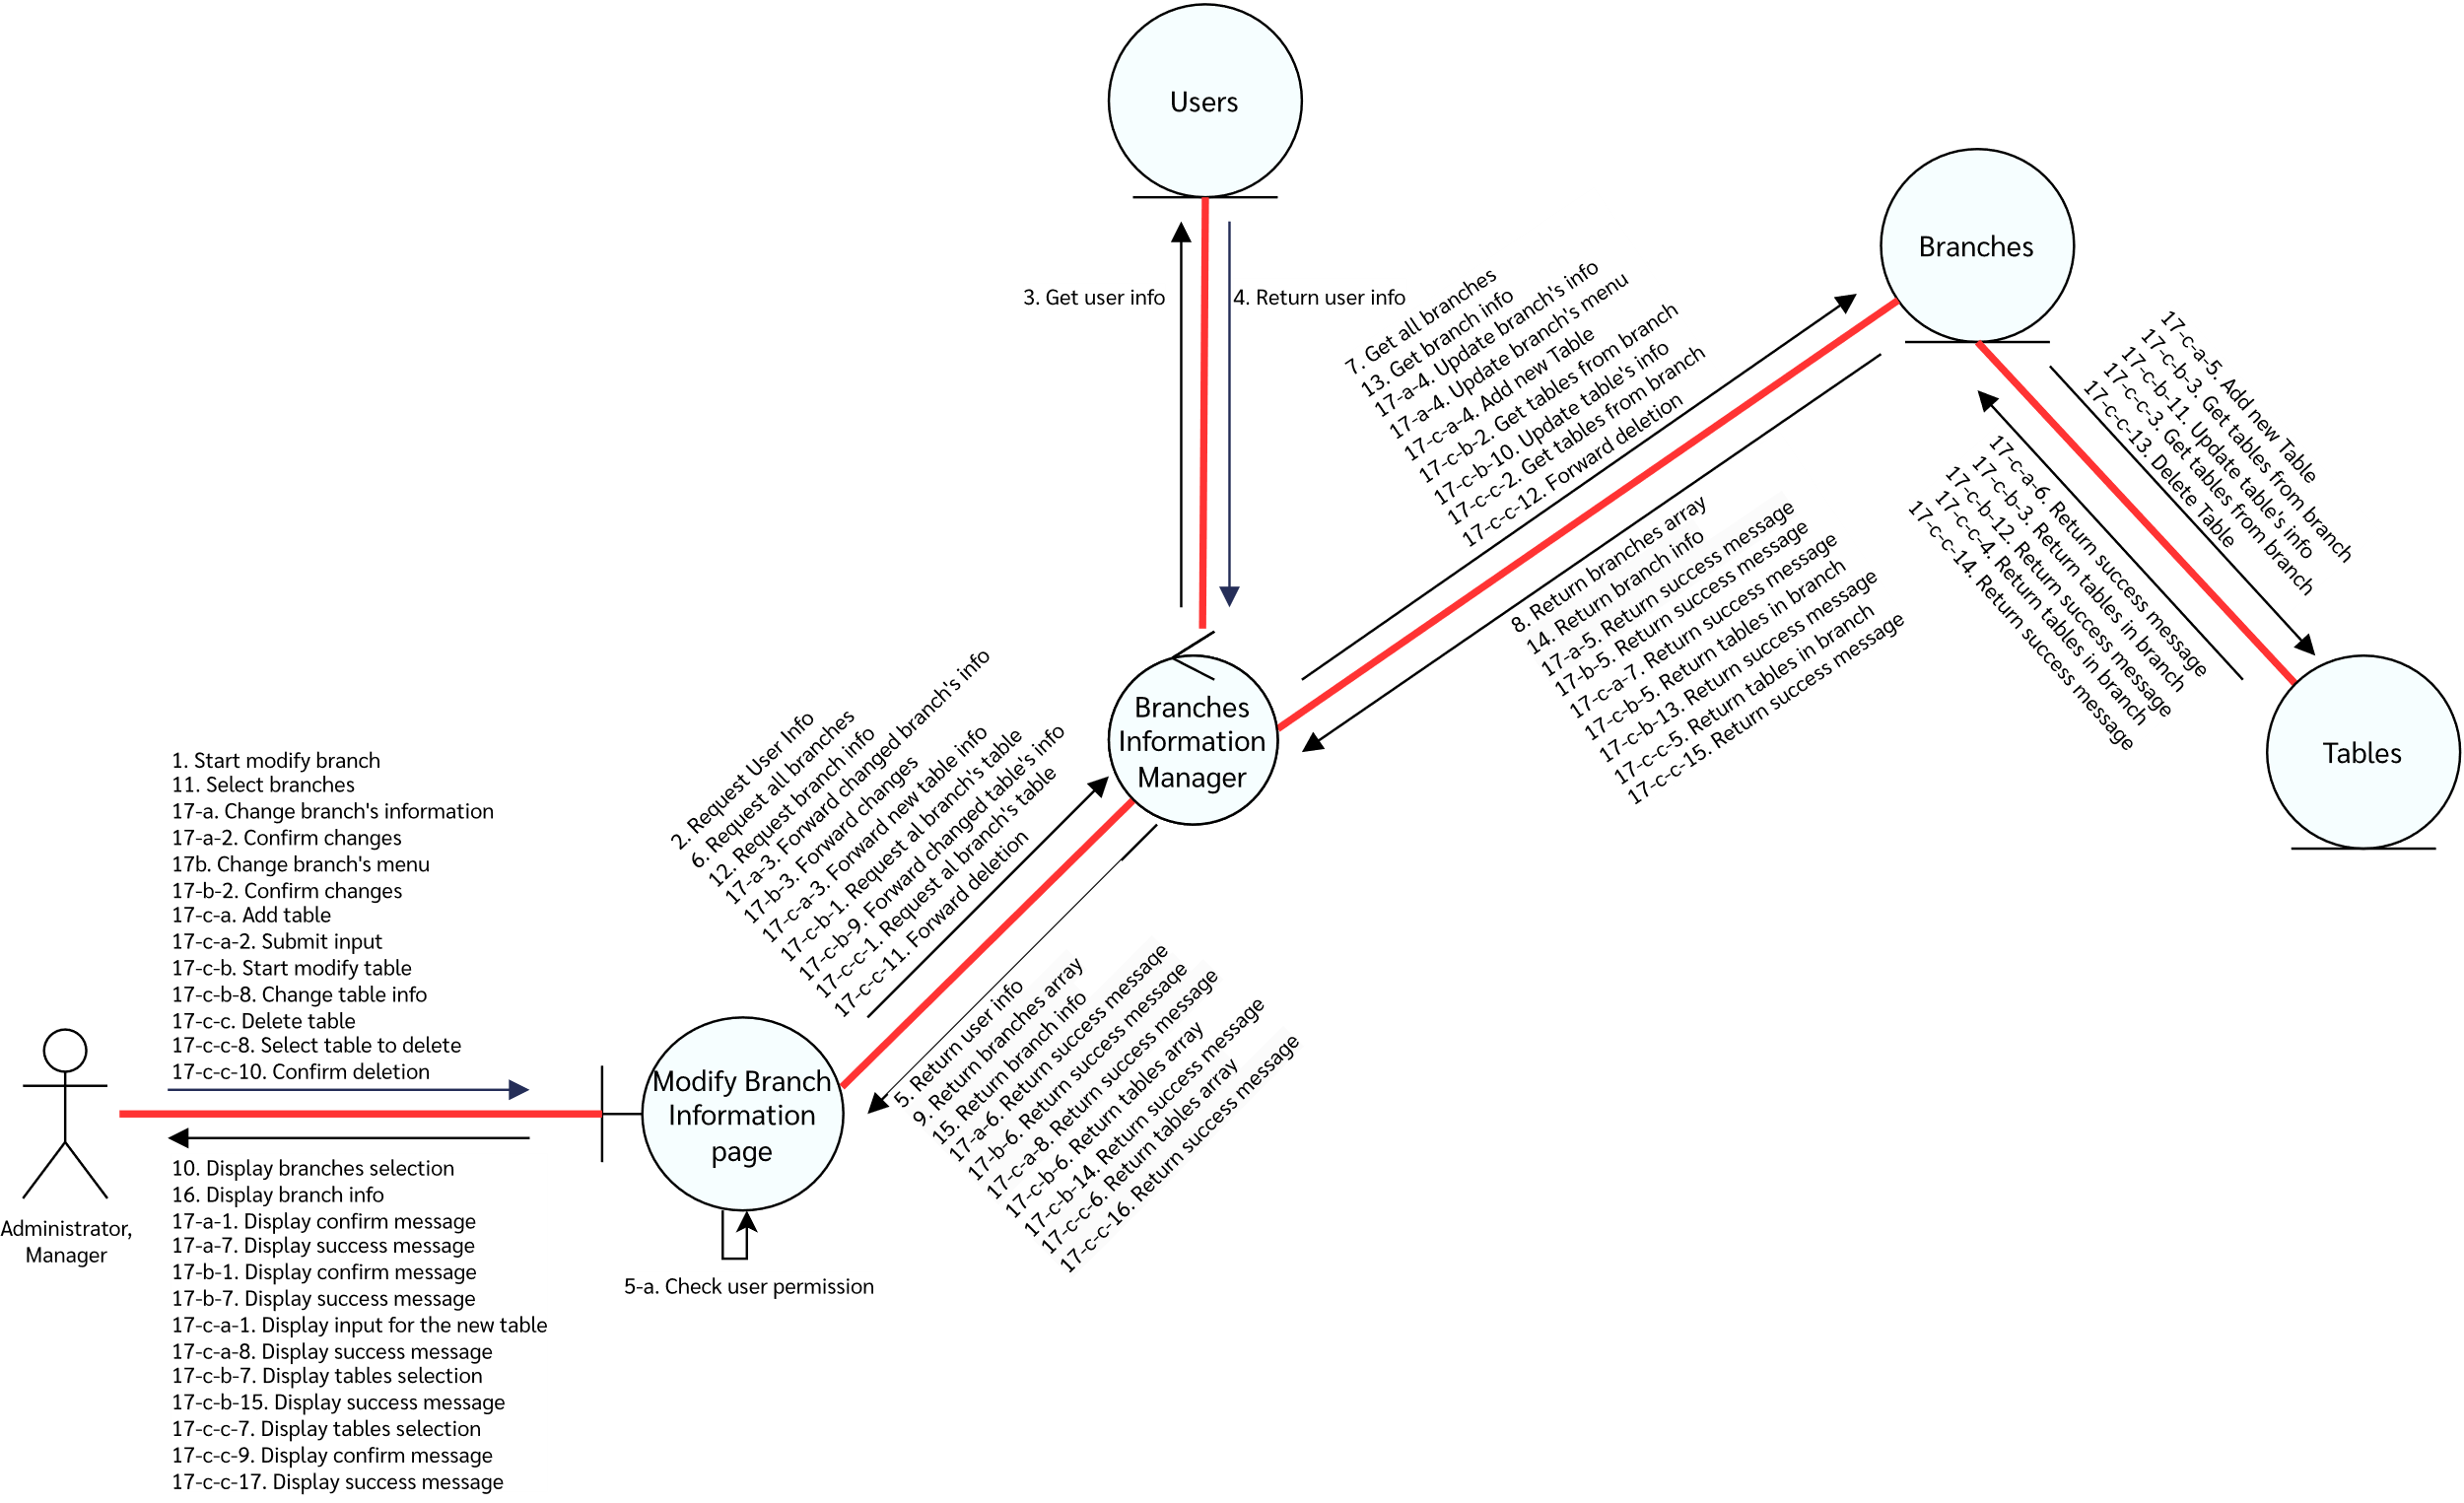 Users
3. Get user info
4. Return user info
Branches
7. Get all branches
13. Get branch info
17-a-4. Update branch's info
17-a-4. Update branch's menu
17-c-a-4. Add new Table
17-c-b-2. Get tables from branch
17-c-b-10. Update table's info
17-c-c-2. Get tables from branch
17-c-c-12. Forward deletion
8. Return branches array
14. Return branch info
17-a-5. Return success message
17-b-5. Return success message
17-c-a-7. Return success message
17-c-b-5. Return tables in branch
17-c-b-13. Return success message
17-c-c-5. Return tables in branch
17-c-c-15. Return success message
17-c-a-5. Add new Table
17-c-b-3. Get tables from branch
17-c-b-11. Update table's info
17-c-c-3. Get tables from branch
17-c-c-13. Delete Table
17-c-a-6. Return success message
17-c-b-3. Return tables in branch
17-c-b-12. Return success message
17-c-c-4. Return tables in branch
17-c-c-14. Return success message
Tables
Branches
Information
Manager
2. Request User Info
6. Request all branches
12. Request branch info
17-a-3. Forward changed branch's info
17-b-3. Forward changes
17-c-a-3. Forward new table info
17-c-b-1. Request al branch's table
17-c-b-9. Forward changed table's info
17-c-c-1. Request al branch's table
17-c-c-11. Forward deletion
5. Return user info
9. Return branches array
15. Return branch info
17-a-6. Return success message
17-b-6. Return success message
17-c-a-8. Return success message
17-c-b-6. Return tables array
17-c-b-14. Return success message
17-c-c-6. Return tables array
17-c-c-16. Return success message
1. Start modify branch
11. Select branches
17-a. Change branch's information
17-a-2. Confirm changes
17b. Change branch's menu
17-b-2. Confirm changes
17-c-a. Add table
17-c-a-2. Submit input
17-c-b. Start modify table
17-c-b-8. Change table info
17-c-c. Delete table
17-c-c-8. Select table to delete
17-c-c-10. Confirm deletion
Administrator,
Manager
Modify Branch
Information
page
5-a. Check user permission
10. Display branches selection
16. Display branch info
17-a-1. Display confirm message
17-a-7. Display success message
17-b-1. Display confirm message
17-b-7. Display success message
17-c-a-1. Display input for the new table
17-c-a-8. Display success message
17-c-b-7. Display tables selection
17-c-b-15. Display success message
17-c-c-7. Display tables selection
17-c-c-9. Display confirm message
17-c-c-17. Display success message